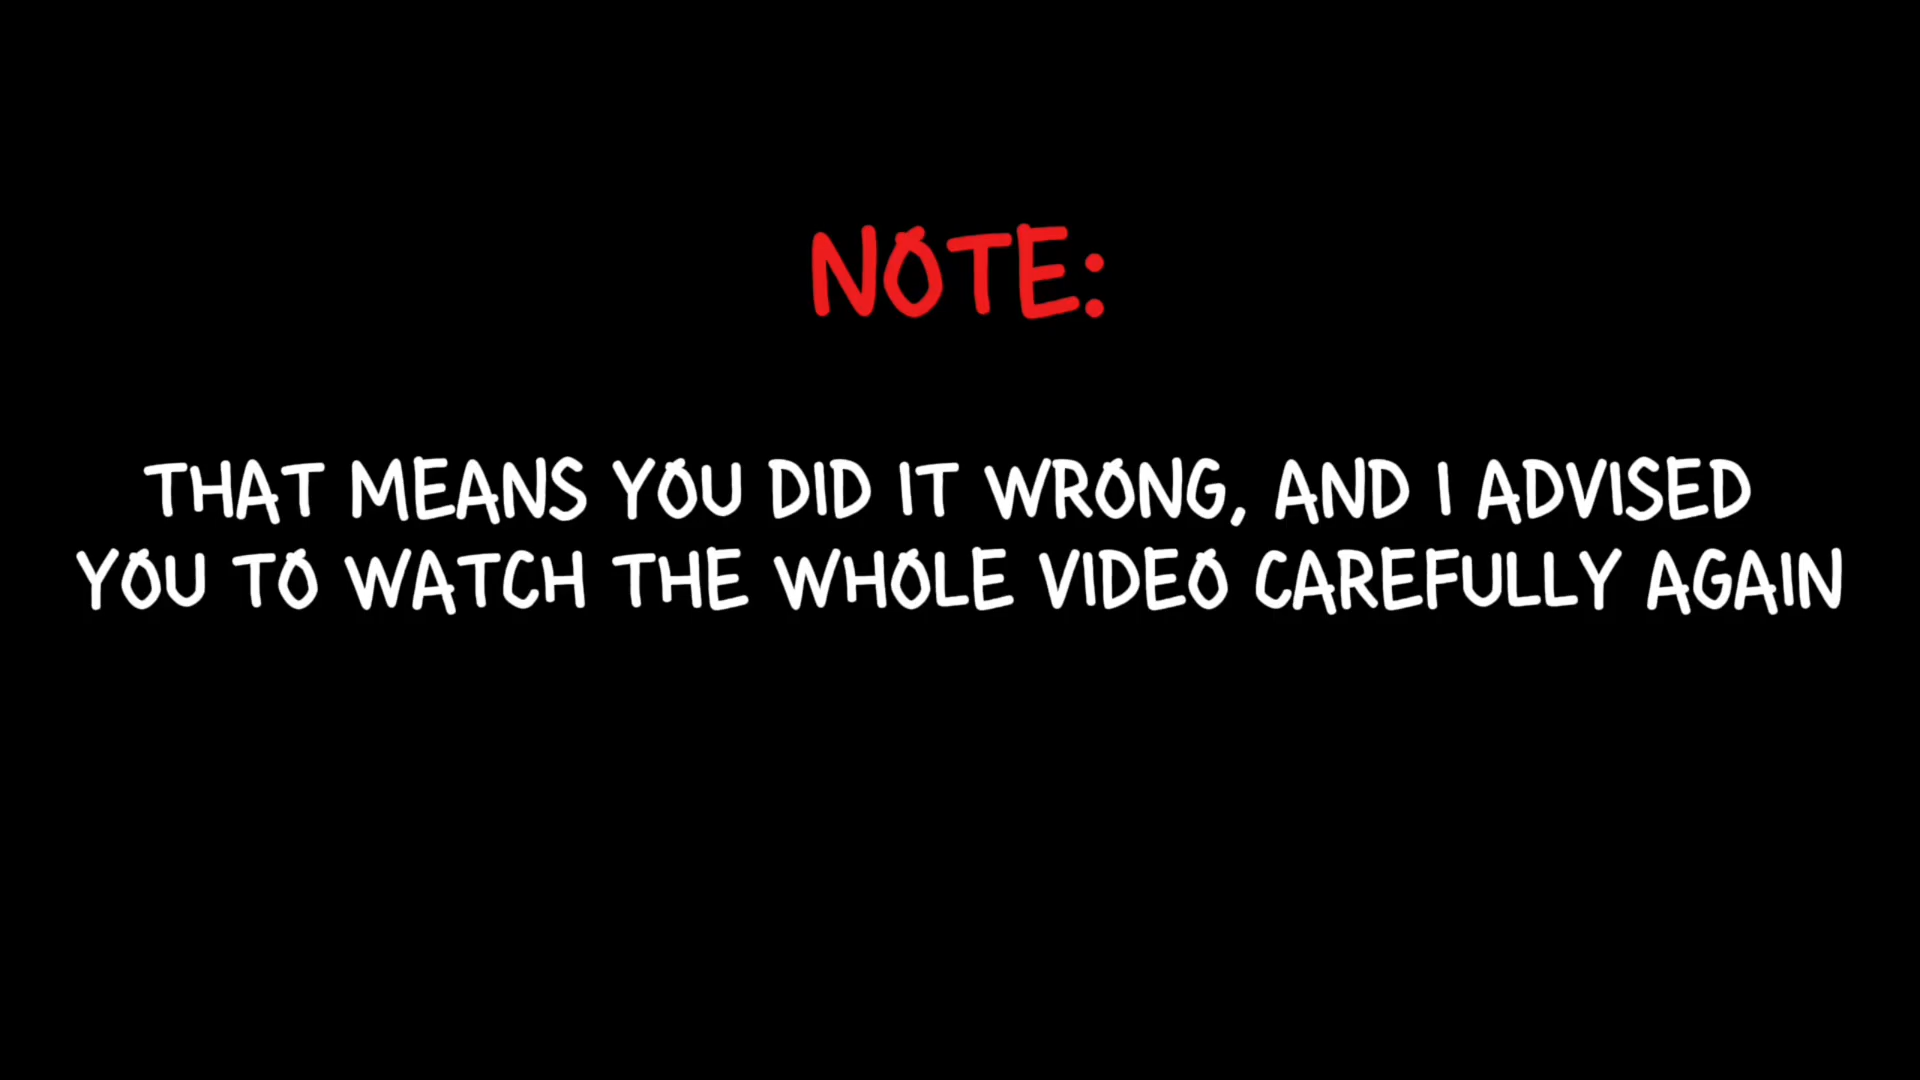 NOTE:
THAT MEANS YOU DID IT WRONG, AND I ADVISED
YOU TO WATCH THE WHOLE VIDEO CAREFULLY AGAIN